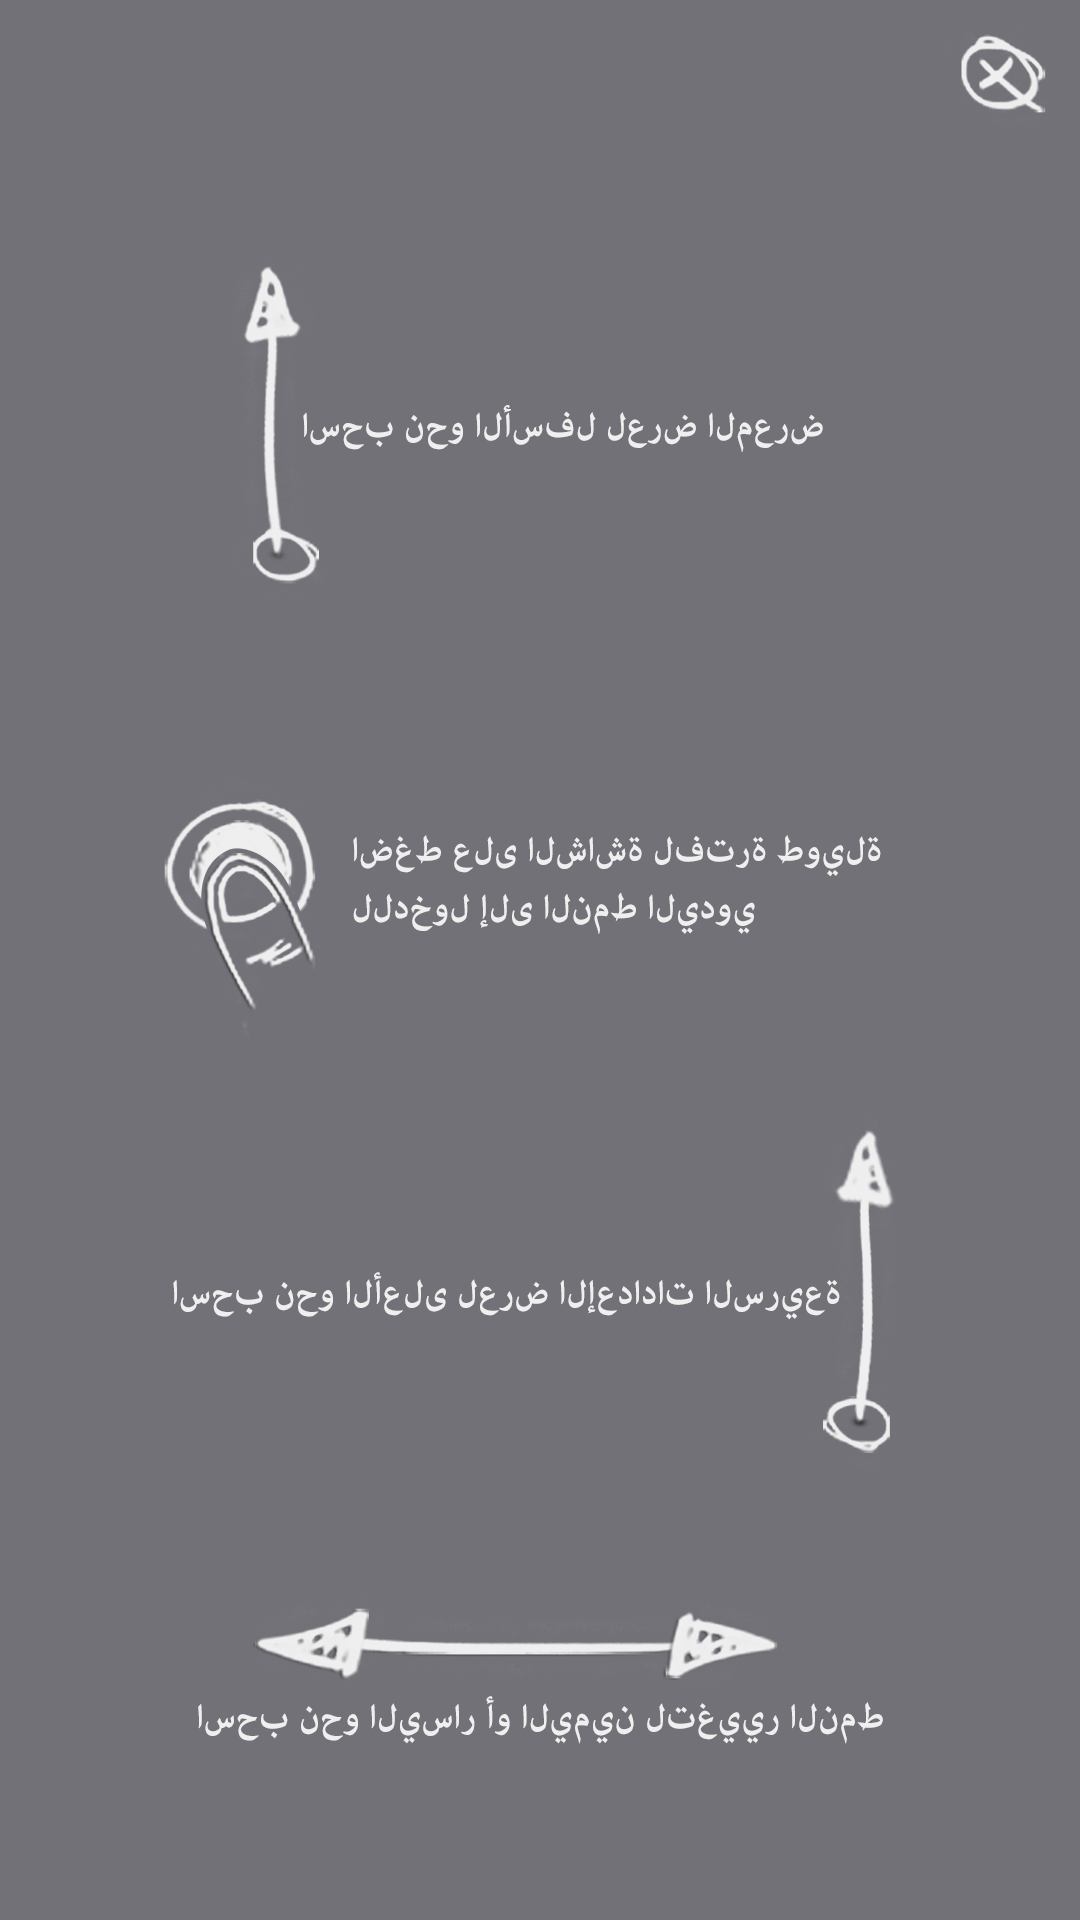 اسحب نحو الأسفل لعرض المعرض
اضغط على الشاشة لفترة طويلة
للدخول إلى النمط اليدوي
اسحب نحو الأعلى لعرض الإعدادات السريعة
اسحب نحو اليسار أو اليمين لتغيير النمط